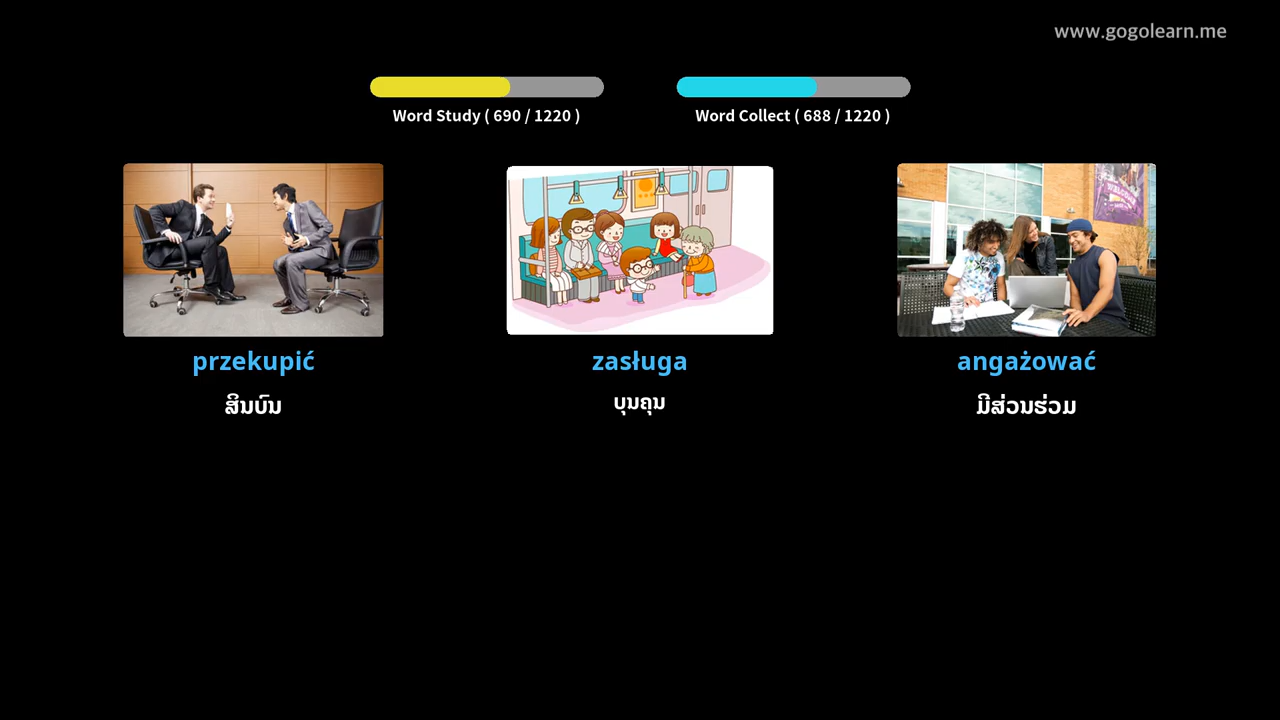 www.gogolearn.me
Word Study ( 690 / 1220 )
Word Collect ( 688 / 1220 )
WELCOME
przekupić
zasługa
angażować
ສິນບົນ
ບຸນຄຸນ
ມີສ່ວນຮ່ວມ